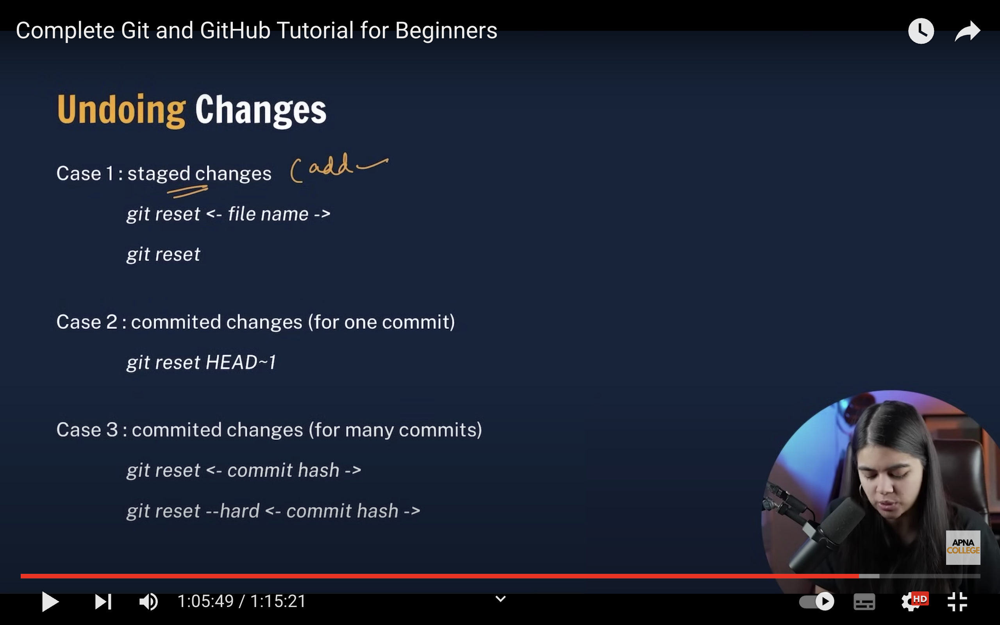 Complete Git and GitHub Tutorial for Beginners
Undoing Changes
Case 1 : staged changes (add
git reset <- file name ->
git reset
Case 2 : commited changes (for one commit)
git reset HEAD~1
Case 3 : commited changes (for many commits)
git reset <- commit hash ->
git reset --hard <- commit hash ->
APNA
COLLEGE
1:05:49 / 1:15:21
HD